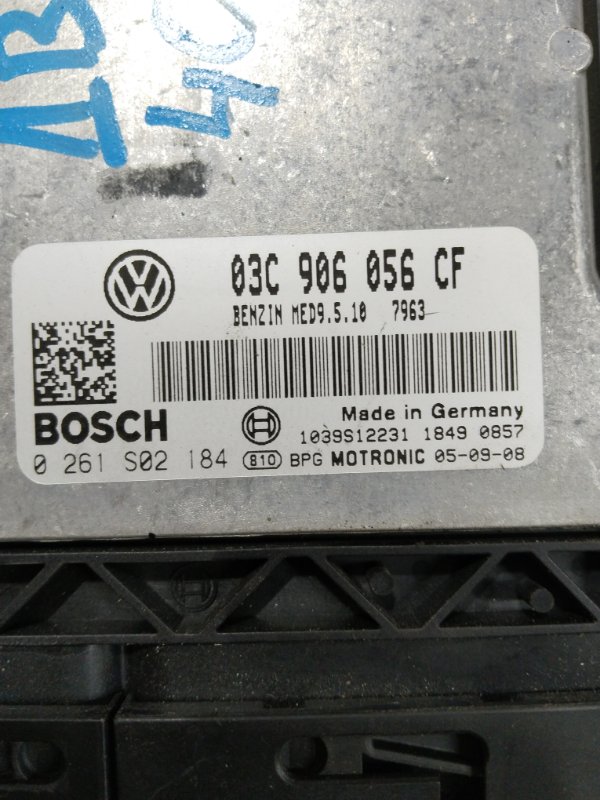 03C 906 056 CF
BENZIN MED9.5.10 7963
BOSCH
Made in Germany
1039S12231 1849 0857
0 261 S02 184 810 BPG MOTRONIC 05-09-08